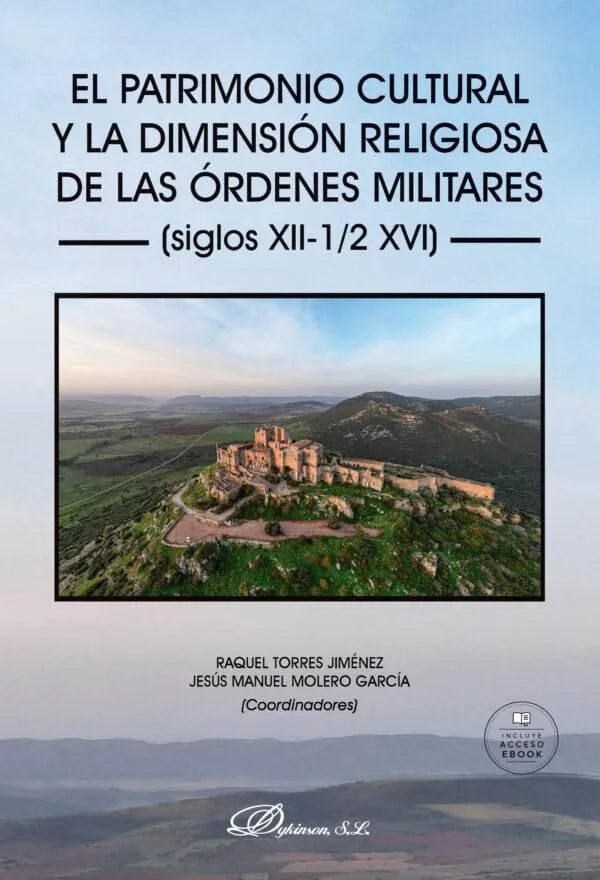 EL PATRIMONIO CULTURAL
Y LA DIMENSIÓN RELIGIOSA
DE LAS ÓRDENES MILITARES
(siglos XII-1/2 XVI)
RAQUEL TORRES JIMÉNEZ
JESÚS MANUEL MOLERO GARCÍA
(Coordinadores)
INCLUYE
ACCESO
EBOOK
Dykinson, S.L.